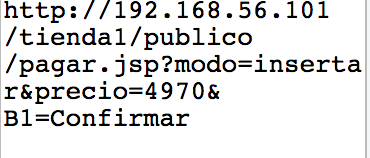 http://192.168.56.101
/tienda1/publico
/pagar.jsp?modo=inserta
r&precio=4970&
B1=Confirmar